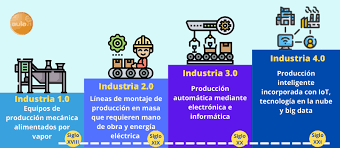 Industria 1.0
Equipos de
producción mecánica
alimentados por
vapor
Siglo
XVIII
Industria 2.0
Líneas de montaje de
producción en masa
que requieren mano
de obra y energía
eléctrica
Siglo
XIX
Industria 3.0
Producción
automática mediante
electrónica e
informática
Siglo
XX
Industria 4.0
Producción
inteligente
incorporada con IoT,
tecnología en la nube
y big data
Siglo
XXI